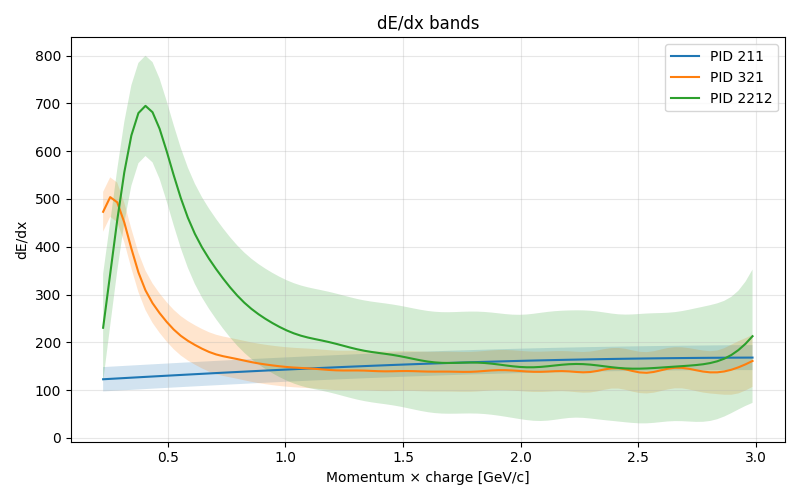 dE/dx bands
PID 211
PID 321
PID 2212
dE/dx
800
700
600
500
400
300
200
100
0
0.5
1.0
1.5
2.0
2.5
3.0
Momentum × charge [GeV/c]